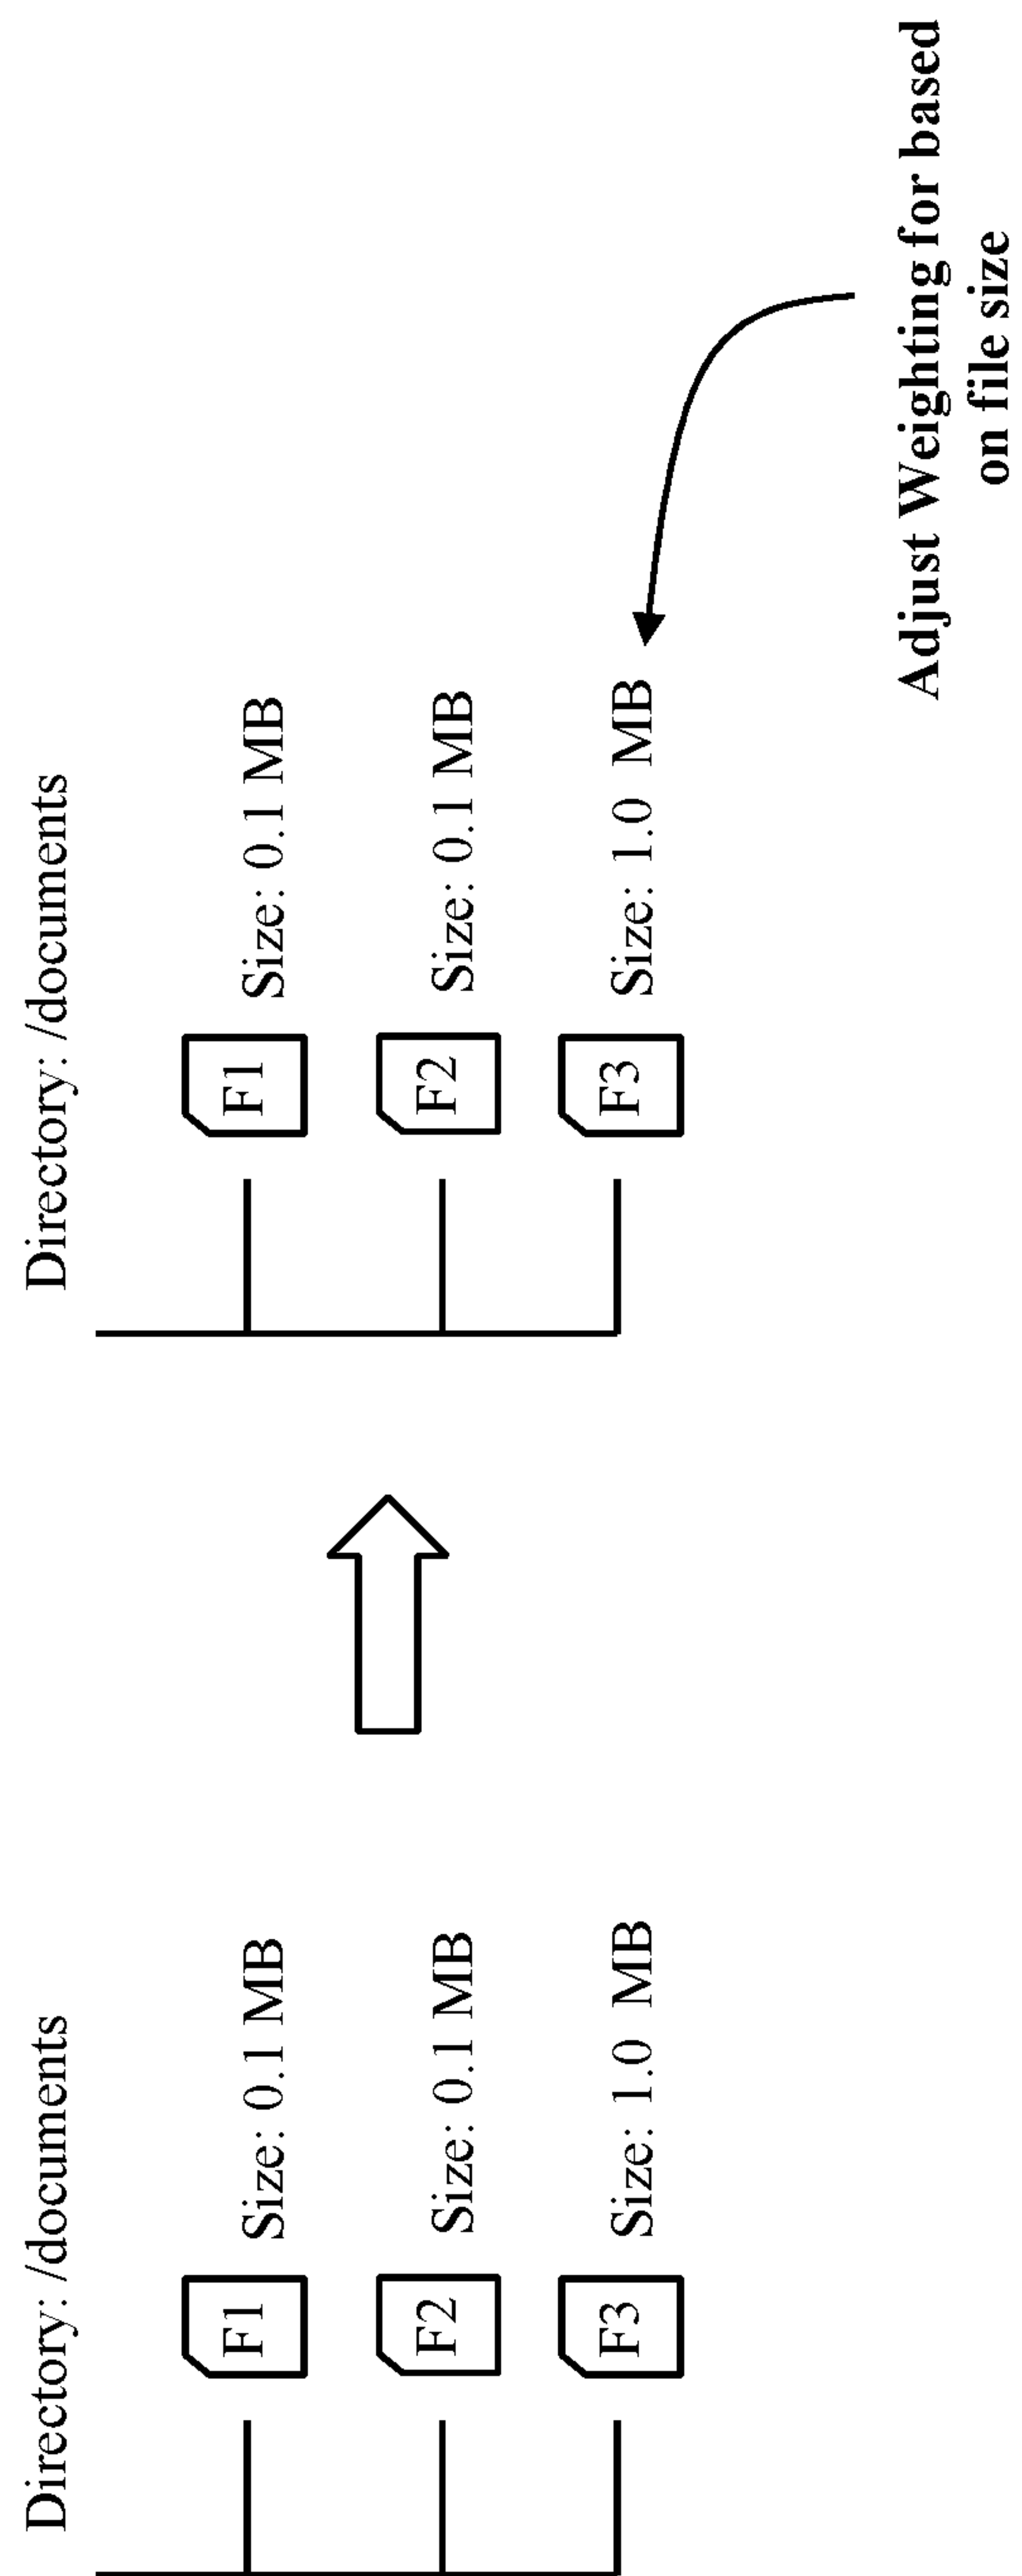 Directory: /documents
F1 Size: 0.1 MB
F2 Size: 0.1 MB
F3 Size: 1.0 MB
Directory: /documents
F1 Size: 0.1 MB
F2 Size: 0.1 MB
F3 Size: 1.0 MB
Adjust Weighting for based
on file size